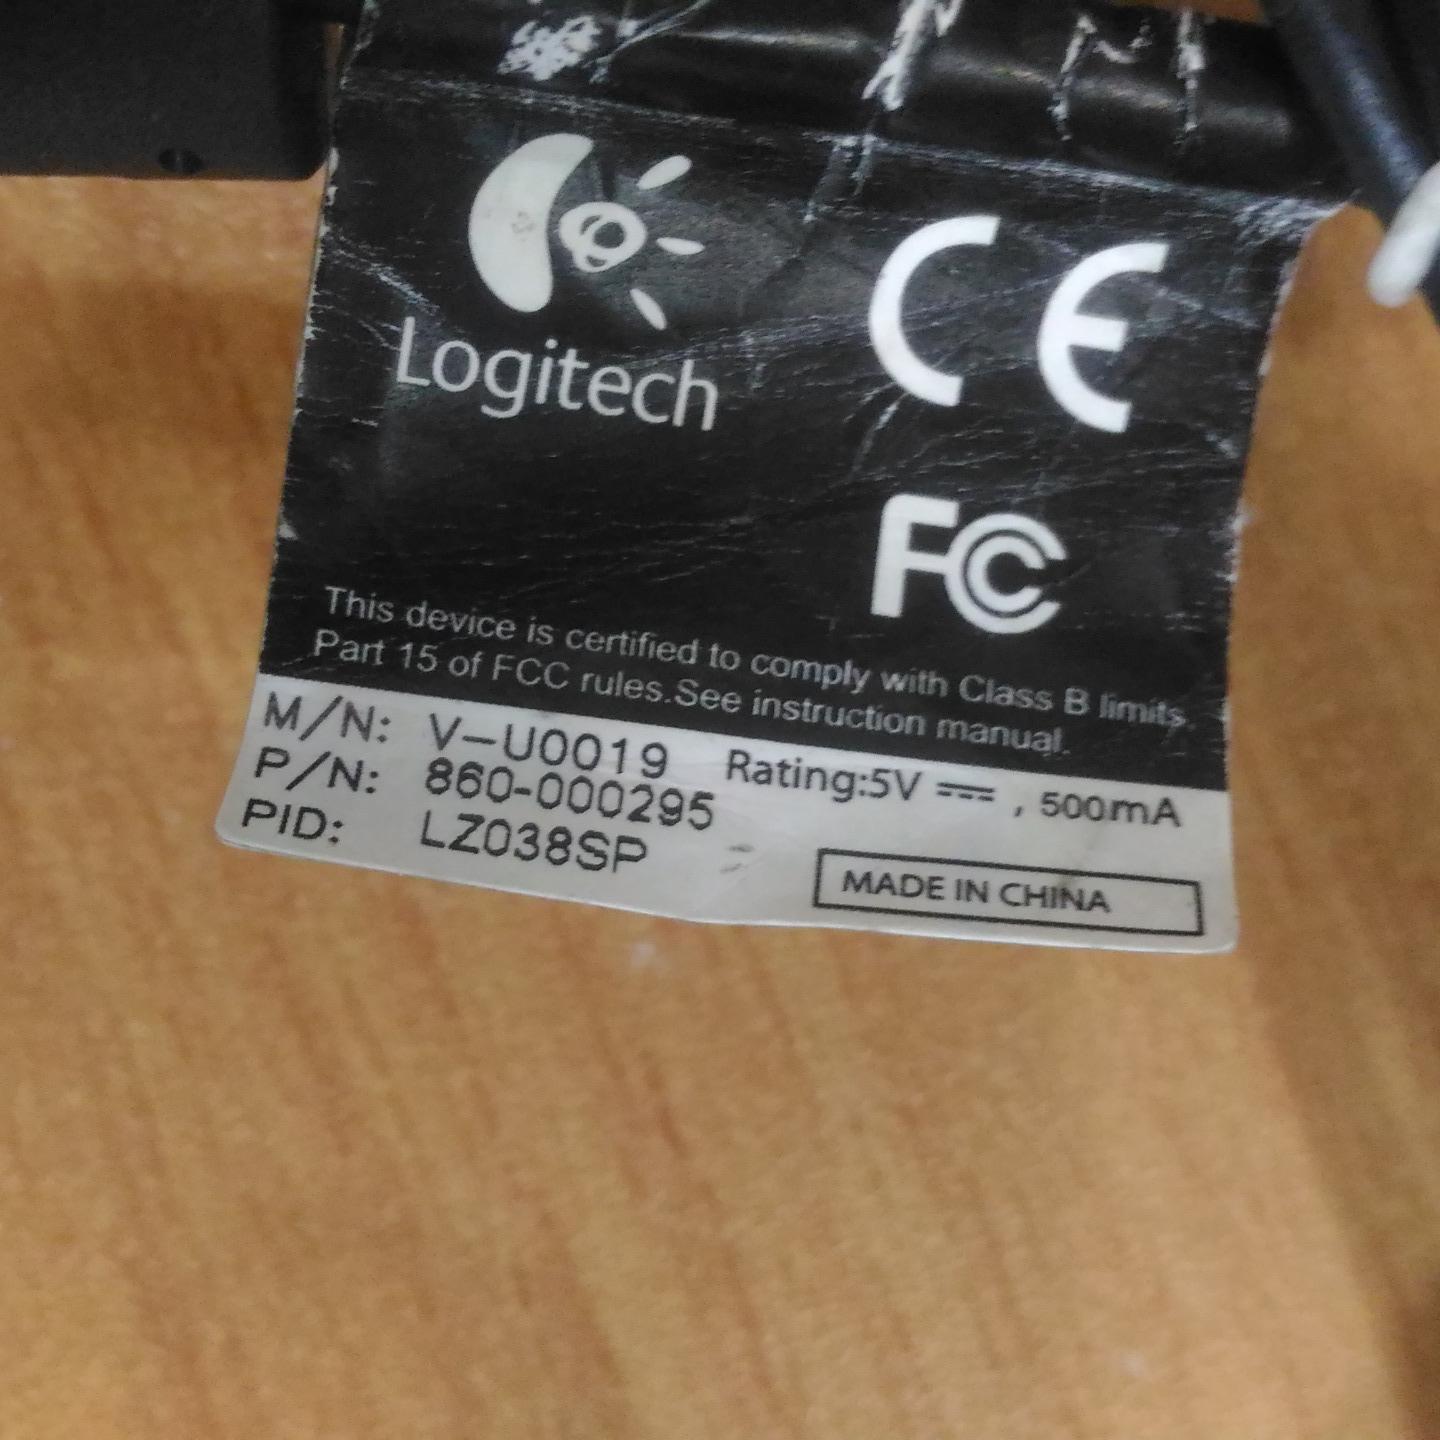 Logitech
CE
FC
This device is certified to comply with Class B limits.
Part 15 of FCC rules.See instruction manual.
M/N: V-U0019 Rating:5V ⎓ , 500mA
P/N: 860-000295
PID: LZ038SP
MADE IN CHINA